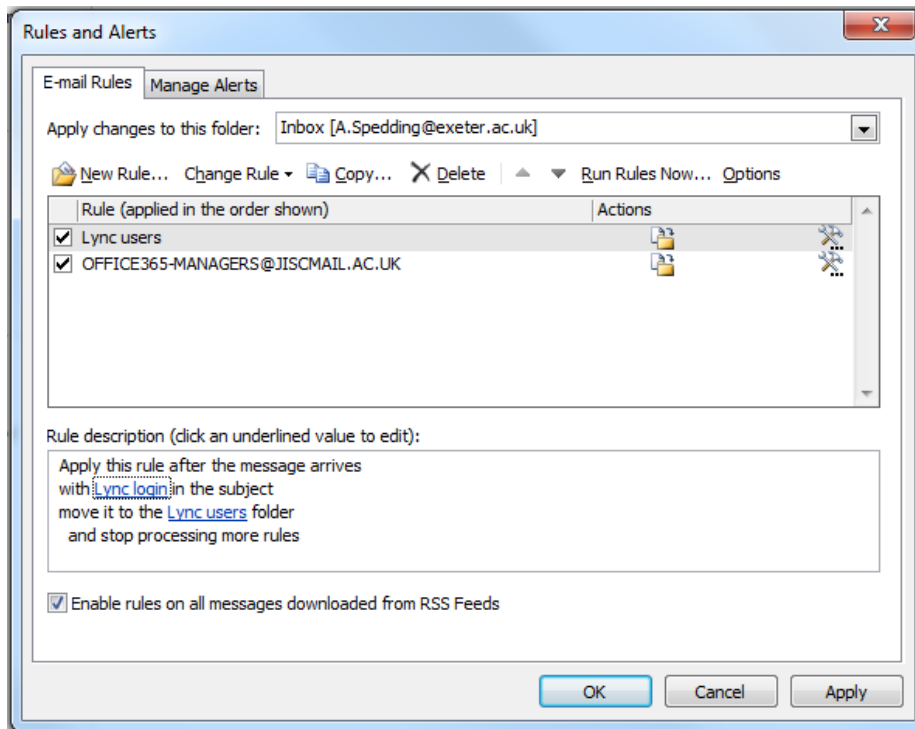 Rules and Alerts
E-mail Rules Manage Alerts
Apply changes to this folder: Inbox [A.Spedding@exeter.ac.uk]
New Rule... Change Rule Copy... Delete Run Rules Now... Options
Rule (applied in the order shown) Actions
Lync users
OFFICE365-MANAGERS@JISCMAIL.AC.UK
Rule description (click an underlined value to edit):
Apply this rule after the message arrives
with Lync login in the subject
move it to the Lync users folder
and stop processing more rules
Enable rules on all messages downloaded from RSS Feeds
OK Cancel Apply